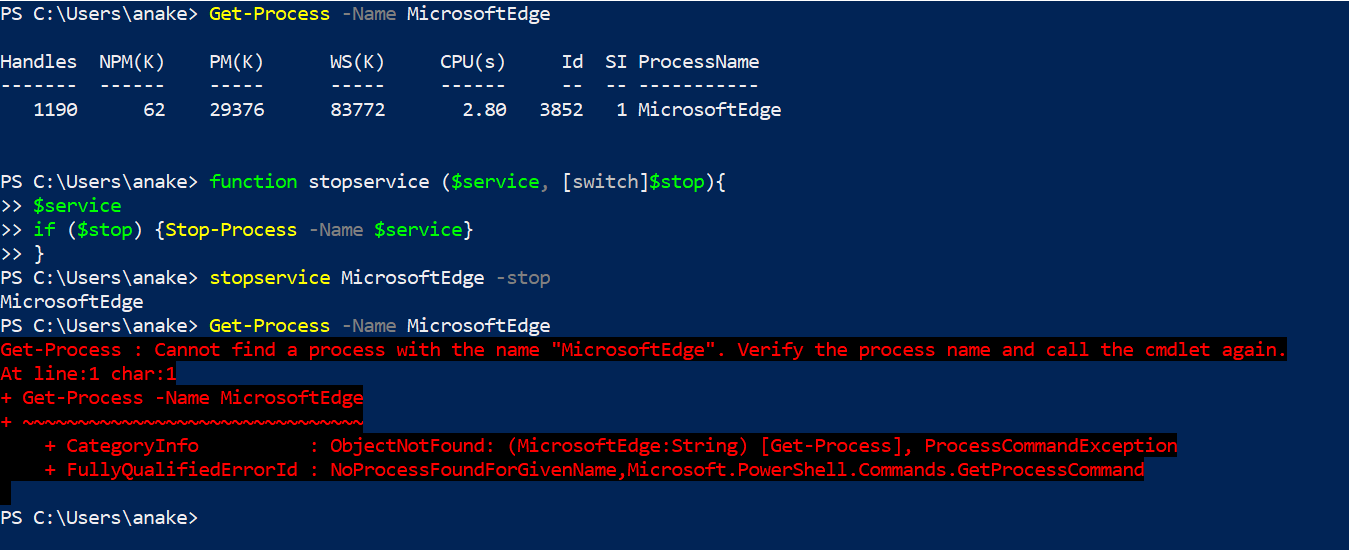 PS C:\Users\anake> Get-Process -Name MicrosoftEdge
Handles  NPM(K)    PM(K)      WS(K)     CPU(s)     Id  SI ProcessName
-------  ------    -----      -----     ------     --  -- -----------
   1190      62    29376      83772       2.80   3852   1 MicrosoftEdge
PS C:\Users\anake> function stopservice ($service, [switch]$stop){
>> $service
>> if ($stop) {Stop-Process -Name $service}
>> }
PS C:\Users\anake> stopservice MicrosoftEdge -stop
MicrosoftEdge
PS C:\Users\anake> Get-Process -Name MicrosoftEdge
Get-Process : Cannot find a process with the name "MicrosoftEdge". Verify the process name and call the cmdlet again.
At line:1 char:1
+ Get-Process -Name MicrosoftEdge
+ ~~~~~~~~~~~~~~~~~~~~~~~~~~~~~~~
    + CategoryInfo          : ObjectNotFound: (MicrosoftEdge:String) [Get-Process], ProcessCommandException
    + FullyQualifiedErrorId : NoProcessFoundForGivenName,Microsoft.PowerShell.Commands.GetProcessCommand
PS C:\Users\anake>